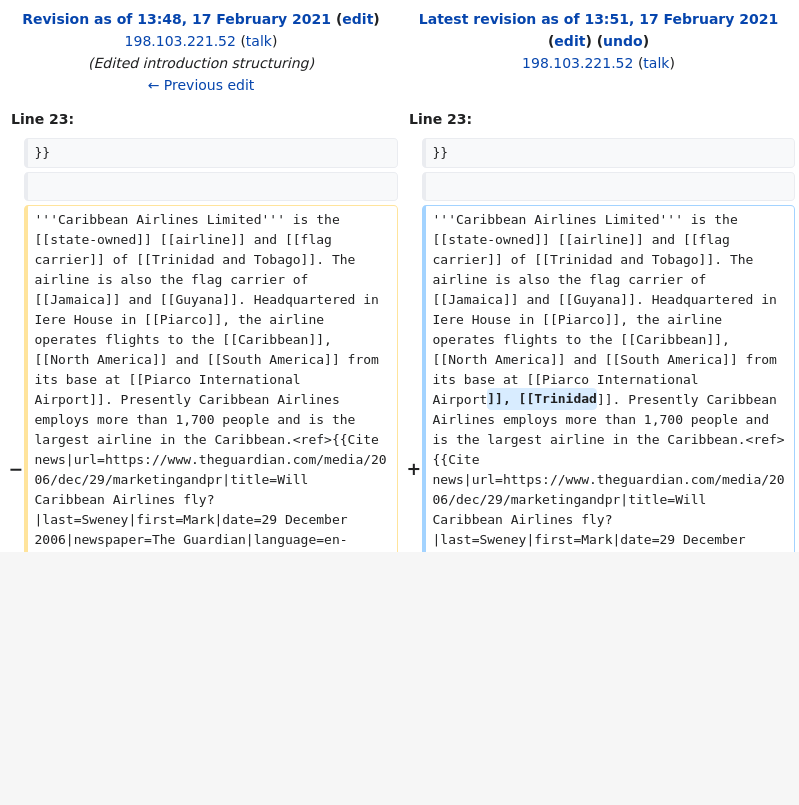 Revision as of 13:48, 17 February 2021 (edit)
198.103.221.52 (talk)
(Edited introduction structuring)
← Previous edit
Latest revision as of 13:51, 17 February 2021
(edit) (undo)
198.103.221.52 (talk)
Line 23:
Line 23:
}}
}}
−
'''Caribbean Airlines Limited''' is the
[[state-owned]] [[airline]] and [[flag
carrier]] of [[Trinidad and Tobago]]. The
airline is also the flag carrier of
[[Jamaica]] and [[Guyana]]. Headquartered in
Iere House in [[Piarco]], the airline
operates flights to the [[Caribbean]],
[[North America]] and [[South America]] from
its base at [[Piarco International
Airport]]. Presently Caribbean Airlines
employs more than 1,700 people and is the
largest airline in the Caribbean.<ref>{{Cite
news|url=https://www.theguardian.com/media/20
06/dec/29/marketingandpr|title=Will
Caribbean Airlines fly?
|last=Sweney|first=Mark|date=29 December
2006|newspaper=The Guardian|language=en-
+
'''Caribbean Airlines Limited''' is the
[[state-owned]] [[airline]] and [[flag
carrier]] of [[Trinidad and Tobago]]. The
airline is also the flag carrier of
[[Jamaica]] and [[Guyana]]. Headquartered in
Iere House in [[Piarco]], the airline
operates flights to the [[Caribbean]],
[[North America]] and [[South America]] from
its base at [[Piarco International
Airport]], [[Trinidad]]. Presently Caribbean
Airlines employs more than 1,700 people and
is the largest airline in the Caribbean.<ref>
{{Cite
news|url=https://www.theguardian.com/media/20
06/dec/29/marketingandpr|title=Will
Caribbean Airlines fly?
|last=Sweney|first=Mark|date=29 December